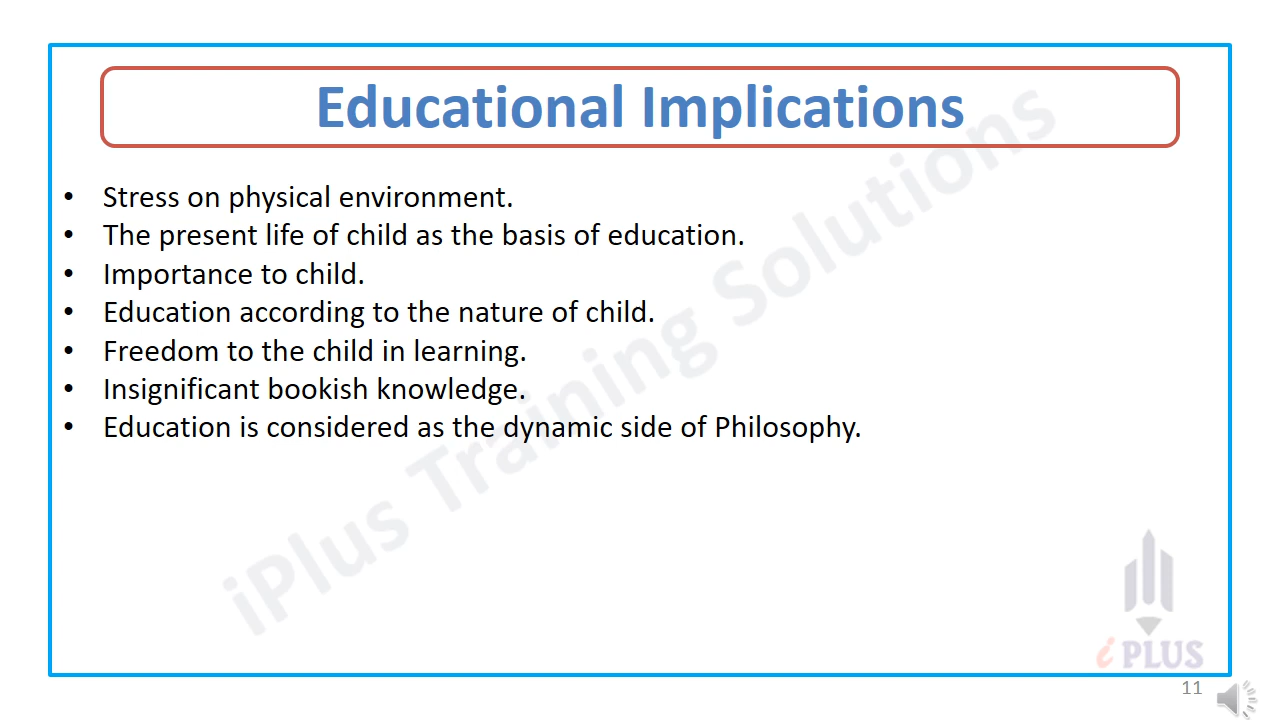 Educational Implications
• Stress on physical environment.
• The present life of child as the basis of education.
• Importance to child.
• Education according to the nature of child.
• Freedom to the child in learning.
• Insignificant bookish knowledge.
• Education is considered as the dynamic side of Philosophy.
iPlus Training Solutions
i PLUS
11